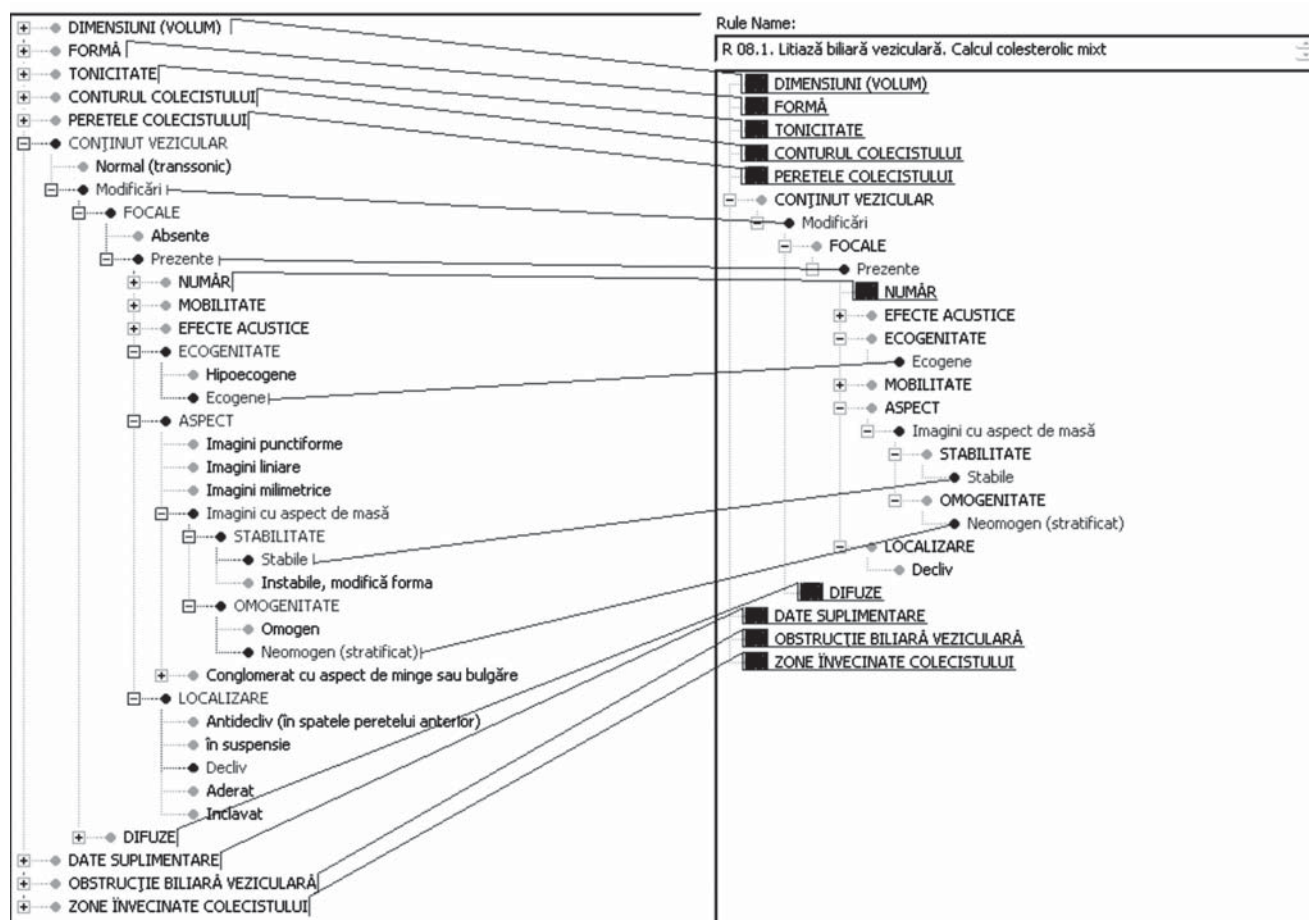 DIMENSIUNI (VOLUM)
FORMĂ
TONICITATE
CONTURUL COLECISTULUI
PERETELE COLECISTULUI
CONŢINUT VEZICULAR
Normal (transsonic)
Modificări
FOCALE
Absente
Prezente
NUMĂR
MOBILITATE
EFECTE ACUSTICE
ECOGENITATE
Hipoecogene
Ecogene
ASPECT
Imagini punctiforme
Imagini liniare
Imagini milimetrice
Imagini cu aspect de masă
STABILITATE
Stabile
Instabile, modifică forma
OMOGENITATE
Omogen
Neomogen (stratificat)
Conglomerat cu aspect de minge sau bulgăre
LOCALIZARE
Antidecliv (în spatele peretelui anterior)
în suspensie
Decliv
Aderat
Inclavat
DIFUZE
DATE SUPLIMENTARE
OBSTRUCŢIE BILIARĂ VEZICULARĂ
ZONE ÎNVECINATE COLECISTULUI
Rule Name:
R 08.1. Litiază biliară veziculară. Calcul colesterolic mixt
DIMENSIUNI (VOLUM)
FORMĂ
TONICITATE
CONTURUL COLECISTULUI
PERETELE COLECISTULUI
CONŢINUT VEZICULAR
Modificări
FOCALE
Prezente
NUMĂR
EFECTE ACUSTICE
ECOGENITATE
Ecogene
MOBILITATE
ASPECT
Imagini cu aspect de masă
STABILITATE
Stabile
OMOGENITATE
Neomogen (stratificat)
LOCALIZARE
Decliv
DIFUZE
DATE SUPLIMENTARE
OBSTRUCŢIE BILIARĂ VEZICULARĂ
ZONE ÎNVECINATE COLECISTULUI